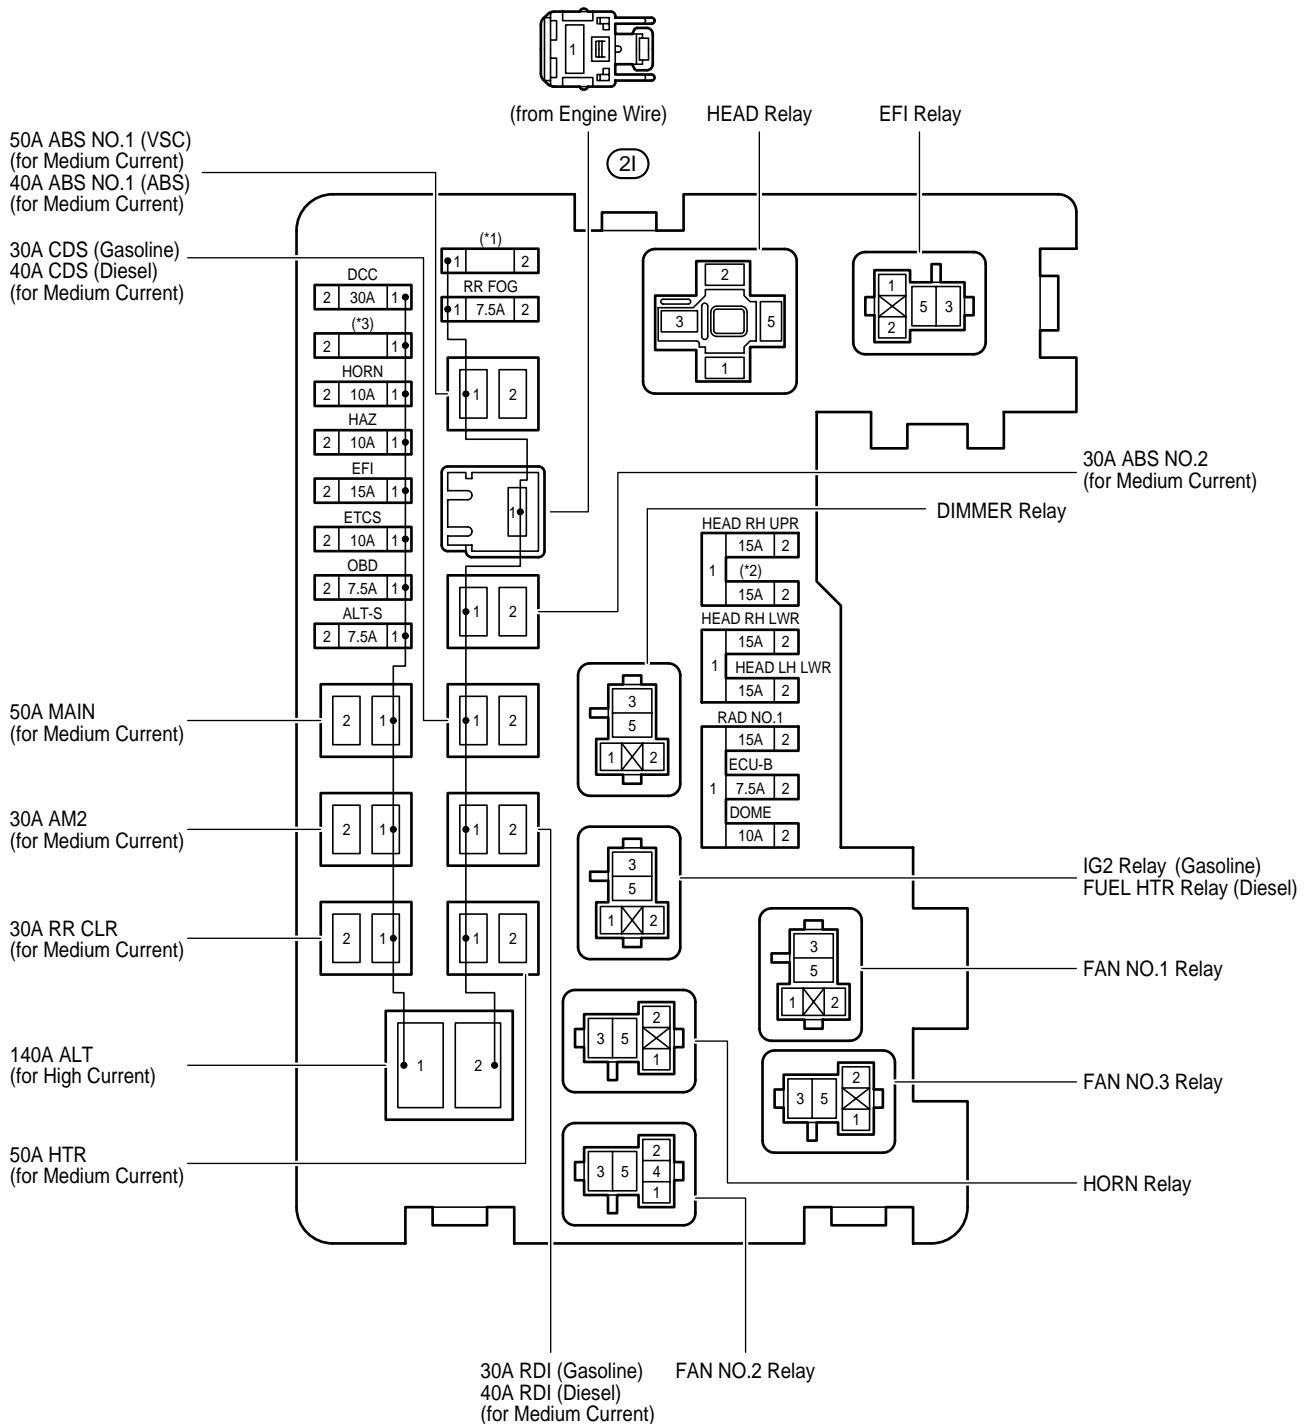 1
(from Engine Wire)
HEAD Relay
EFI Relay
2I
50A ABS NO.1 (VSC)
(for Medium Current)
40A ABS NO.1 (ABS)
(for Medium Current)
30A CDS (Gasoline)
40A CDS (Diesel)
(for Medium Current)
(*1)
1 2
RR FOG
1 7.5A 2
DCC
2 30A 1
(*3)
2 1
HORN
2 10A 1
HAZ
2 10A 1
EFI
2 15A 1
ETCS
2 10A 1
OBD
2 7.5A 1
ALT-S
2 7.5A 1
1 2
1
1 2
2
3 5
1
1
5 3
2
30A ABS NO.2
(for Medium Current)
DIMMER Relay
HEAD RH UPR
15A 2
1 (*2)
15A 2
HEAD RH LWR
15A 2
1 HEAD LH LWR
15A 2
RAD NO.1
15A 2
ECU-B
1 7.5A 2
DOME
10A 2
3
5
1 2
50A MAIN
(for Medium Current)
2 1
1 2
30A AM2
(for Medium Current)
2 1
1 2
3
5
1 2
IG2 Relay (Gasoline)
FUEL HTR Relay (Diesel)
30A RR CLR
(for Medium Current)
2 1
1 2
3
5
1 2
FAN NO.1 Relay
140A ALT
(for High Current)
1 2
2
3 5
1
2
3 5
1
FAN NO.3 Relay
50A HTR
(for Medium Current)
2
3 5 4
1
HORN Relay
30A RDI (Gasoline)
40A RDI (Diesel)
(for Medium Current)
FAN NO.2 Relay